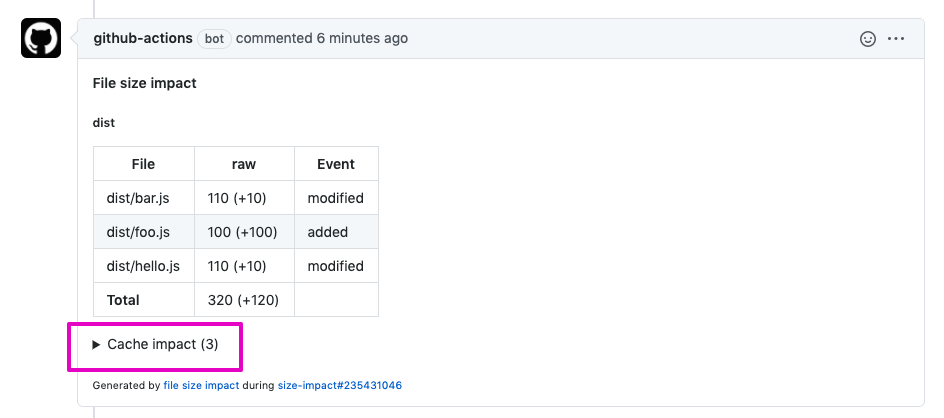 github-actions bot commented 6 minutes ago
File size impact
dist
File raw Event
dist/bar.js 110 (+10) modified
dist/foo.js 100 (+100) added
dist/hello.js 110 (+10) modified
Total 320 (+120)
Cache impact (3)
Generated by file size impact during size-impact#235431046